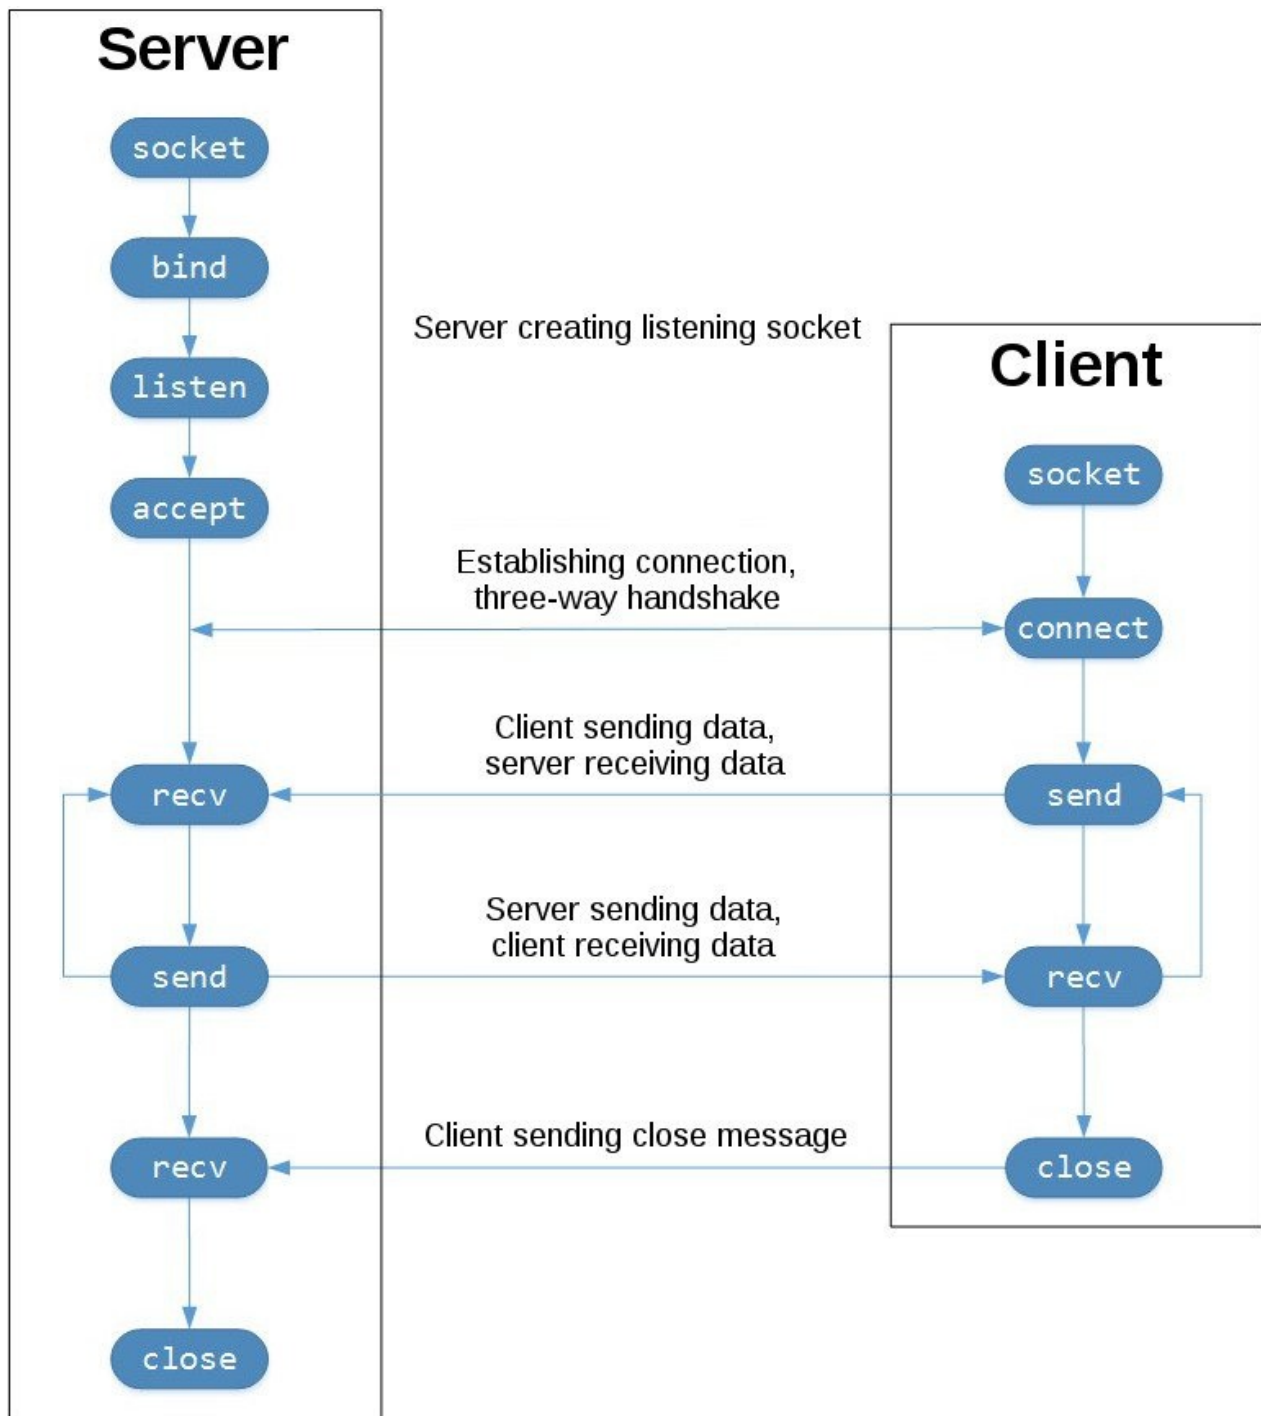 Server
socket
bind
listen
accept
recv
send
recv
close
Server creating listening socket
Establishing connection,
three-way handshake
Client sending data,
server receiving data
Server sending data,
client receiving data
Client sending close message
Client
socket
connect
send
recv
close